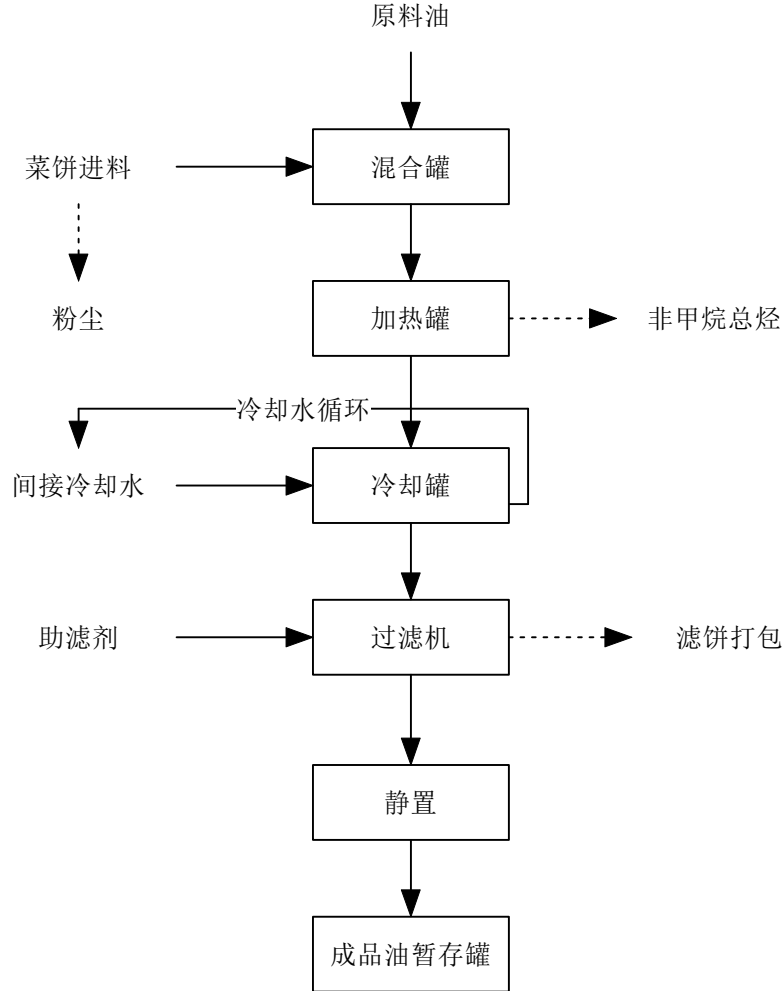 原料油
菜饼进料
混合罐
粉尘
加热罐
非甲烷总烃
冷却水循环
间接冷却水
冷却罐
助滤剂
过滤机
滤饼打包
静置
成品油暂存罐